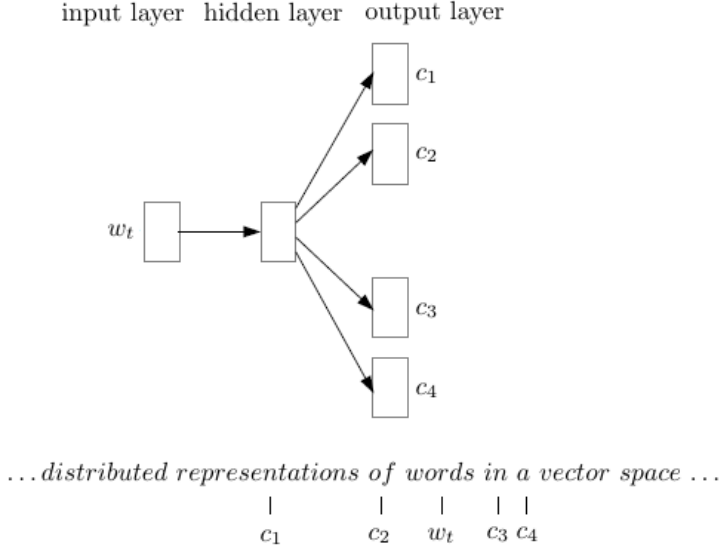 input layer hidden layer output layer
c₁
c₂
wₜ
c₃
c₄
...distributed representations of words in a vector space ...
c₁ c₂ wₜ c₃ c₄